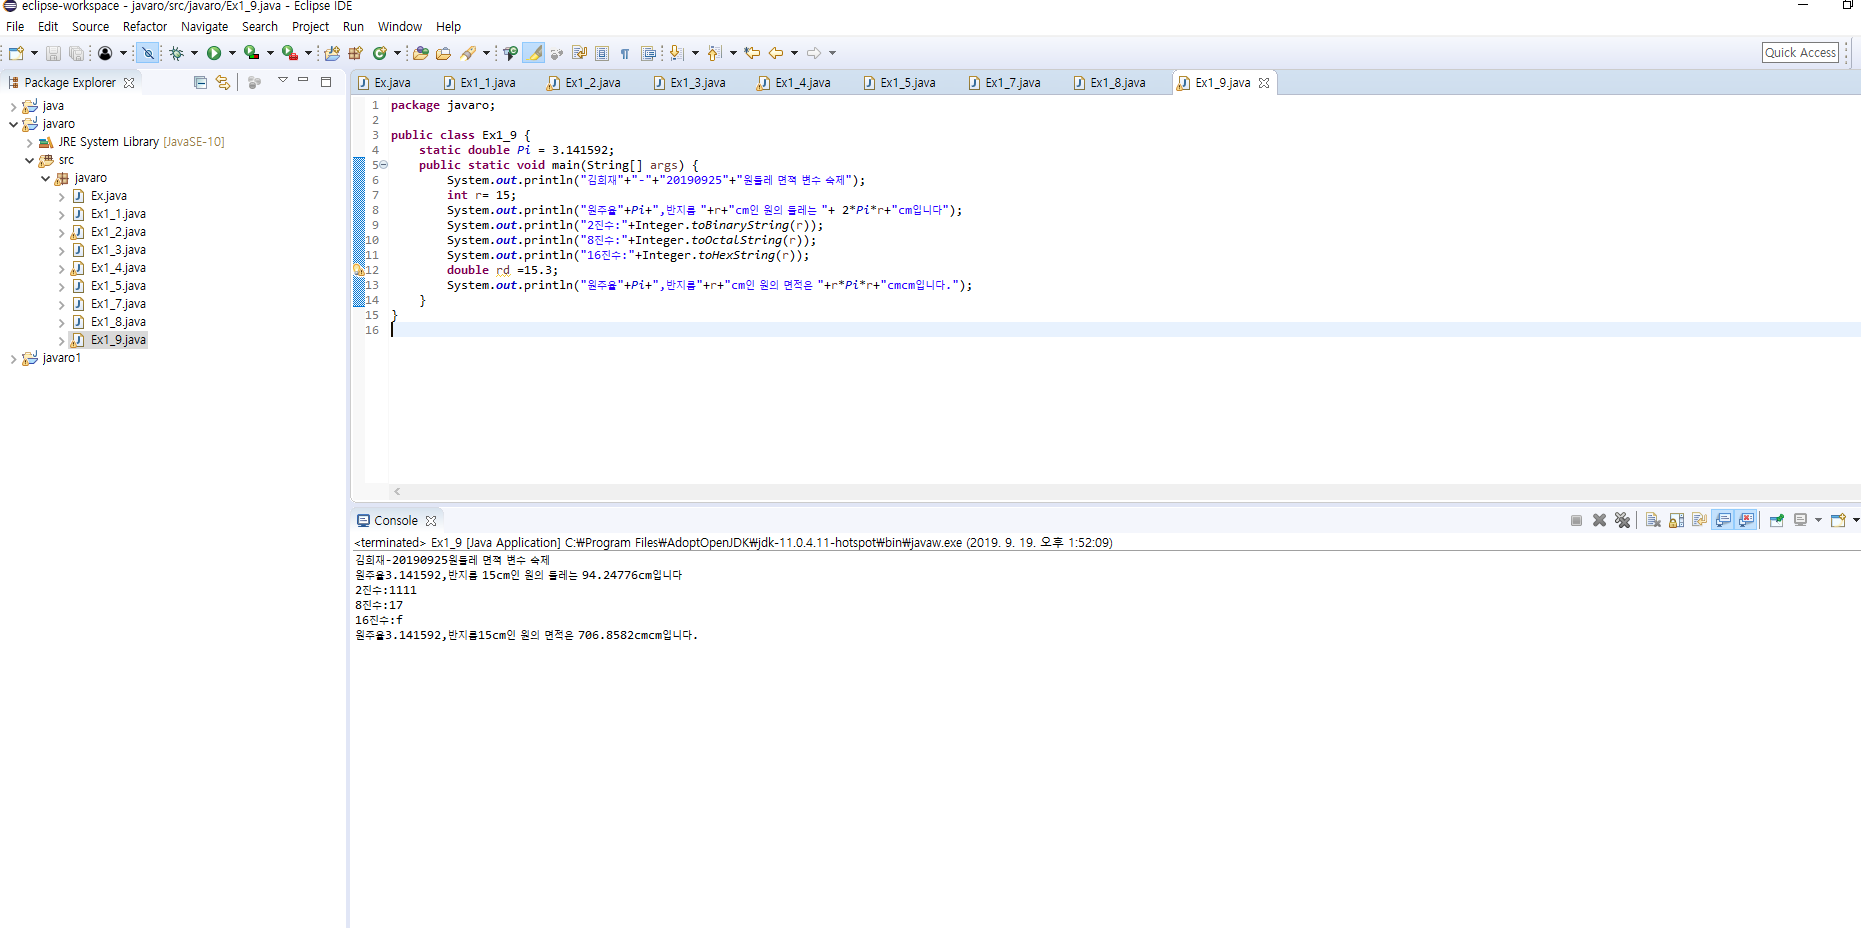 eclipse-workspace - javaro/src/javaro/Ex1_9.java - Eclipse IDE
File Edit Source Refactor Navigate Search Project Run Window Help
Quick Access
Package Explorer
java
javaro
JRE System Library [JavaSE-10]
src
javaro
Ex.java
Ex1_1.java
Ex1_2.java
Ex1_3.java
Ex1_4.java
Ex1_5.java
Ex1_7.java
Ex1_8.java
Ex1_9.java
javaro1
Ex.java Ex1_1.java Ex1_2.java Ex1_3.java Ex1_4.java Ex1_5.java Ex1_7.java Ex1_8.java Ex1_9.java
1 package javaro;
2
3 public class Ex1_9 {
4 static double Pi = 3.141592;
5 public static void main(String[] args) {
6 System.out.println("김희재"+"-"+"20190925"+"원들레 면젹 변수 숙제");
7 int r= 15;
8 System.out.println("원주율"+Pi+",반지름 "+r+"cm인 원의 둘레는 "+ 2*Pi*r+"cm입니다");
9 System.out.println("2진수:"+Integer.toBinaryString(r));
10 System.out.println("8진수:"+Integer.toOctalString(r));
11 System.out.println("16진수:"+Integer.toHexString(r));
12 double rd =15.3;
13 System.out.println("원주율"+Pi+",반지름"+r+"cm인 원의 면적은 "+r*Pi*r+"cmcm입니다.");
14 }
15 }
16
Console
<terminated> Ex1_9 [Java Application] C:₩Program Files₩AdoptOpenJDK₩jdk-11.0.4.11-hotspot₩bin₩javaw.exe (2019. 9. 19. 오후 1:52:09)
김희재-20190925원들레 면젹 변수 숙제
원주율3.141592,반지름 15cm인 원의 둘레는 94.24776cm입니다
2진수:1111
8진수:17
16진수:f
원주율3.141592,반지름15cm인 원의 면적은 706.8582cmcm입니다.